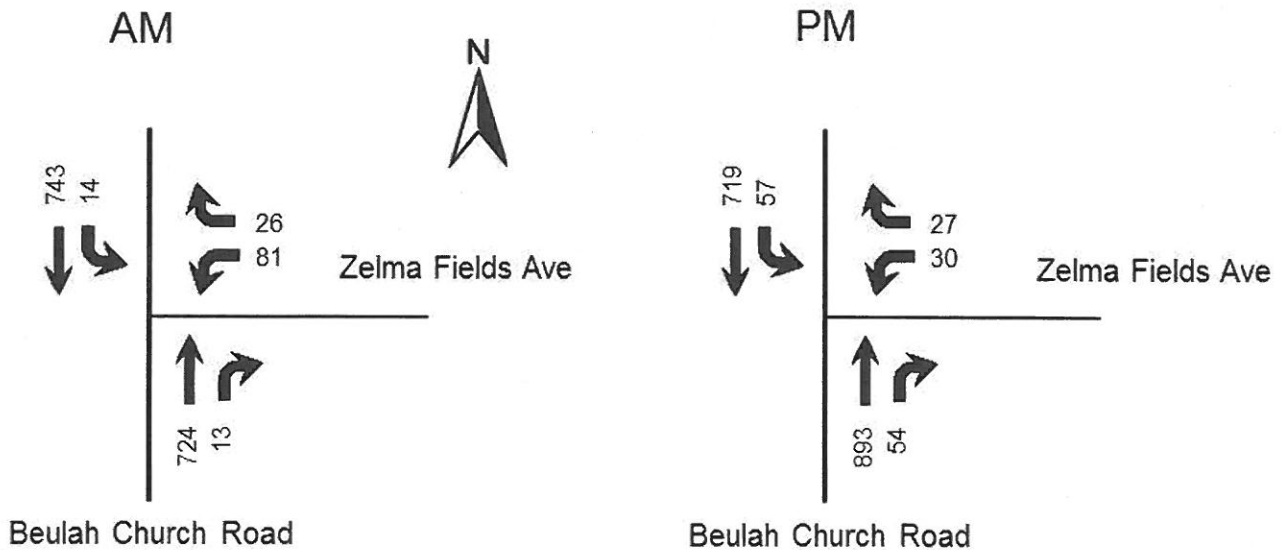 AM
N
743
14
26
81
Zelma Fields Ave
724
13
Beulah Church Road
PM
719
57
27
30
Zelma Fields Ave
893
54
Beulah Church Road